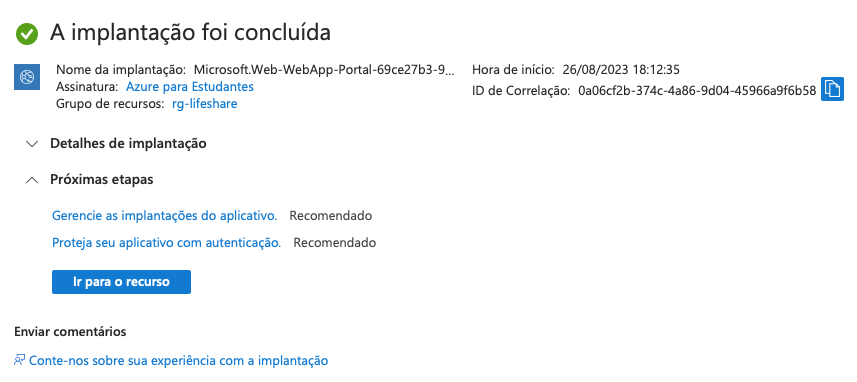 A implantação foi concluída
Nome da implantação: Microsoft.Web-WebApp-Portal-69ce27b3-9...
Assinatura: Azure para Estudantes
Grupo de recursos: rg-lifeshare
Hora de início: 26/08/2023 18:12:35
ID de Correlação: 0a06cf2b-374c-4a86-9d04-45966a9f6b58
Detalhes de implantação
Próximas etapas
Gerencie as implantações do aplicativo. Recomendado
Proteja seu aplicativo com autenticação. Recomendado
Ir para o recurso
Enviar comentários
Conte-nos sobre sua experiência com a implantação